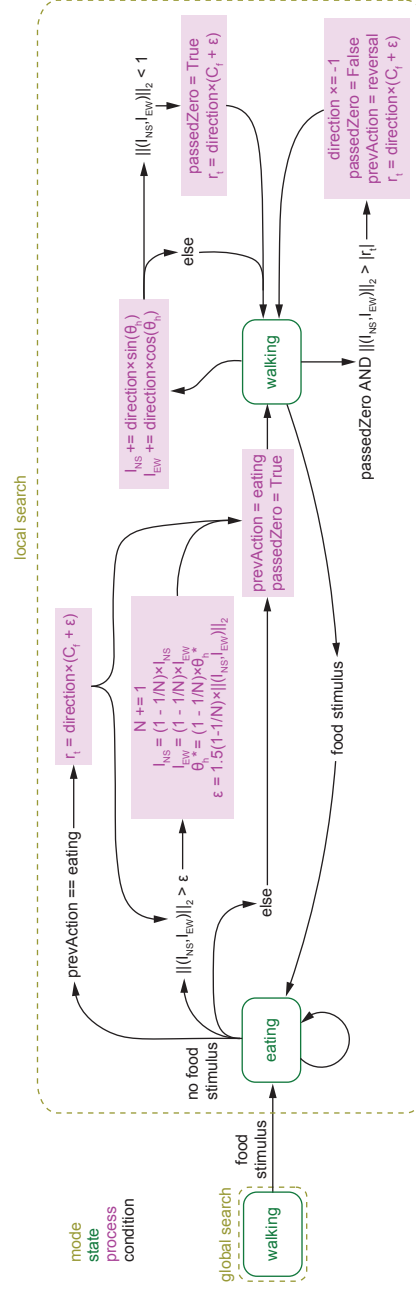 mode
state
process
condition
global search
walking
food
stimulus
local search
eating
no food
stimulus
prevAction == eating
r_t = direction×(C_f + ε)
||(I_NS, I_EW)||_2 > ε
N += 1
I_NS = (1 - 1/N)×I_NS
I_EW = (1 - 1/N)×I_EW
θ_h* = (1 - 1/N)×θ_h*
ε = 1.5(1-1/N)×||(I_NS, I_EW)||_2
else
prevAction = eating
passedZero = True
food stimulus
walking
I_NS += direction×sin(θ_h)
I_EW += direction×cos(θ_h)
else
||(I_NS, I_EW)||_2 < 1
passedZero = True
r_t = direction×(C_f + ε)
passedZero AND ||(I_NS, I_EW)||_2 > |r_t|
direction ×= -1
passedZero = False
prevAction = reversal
r_t = direction×(C_f + ε)